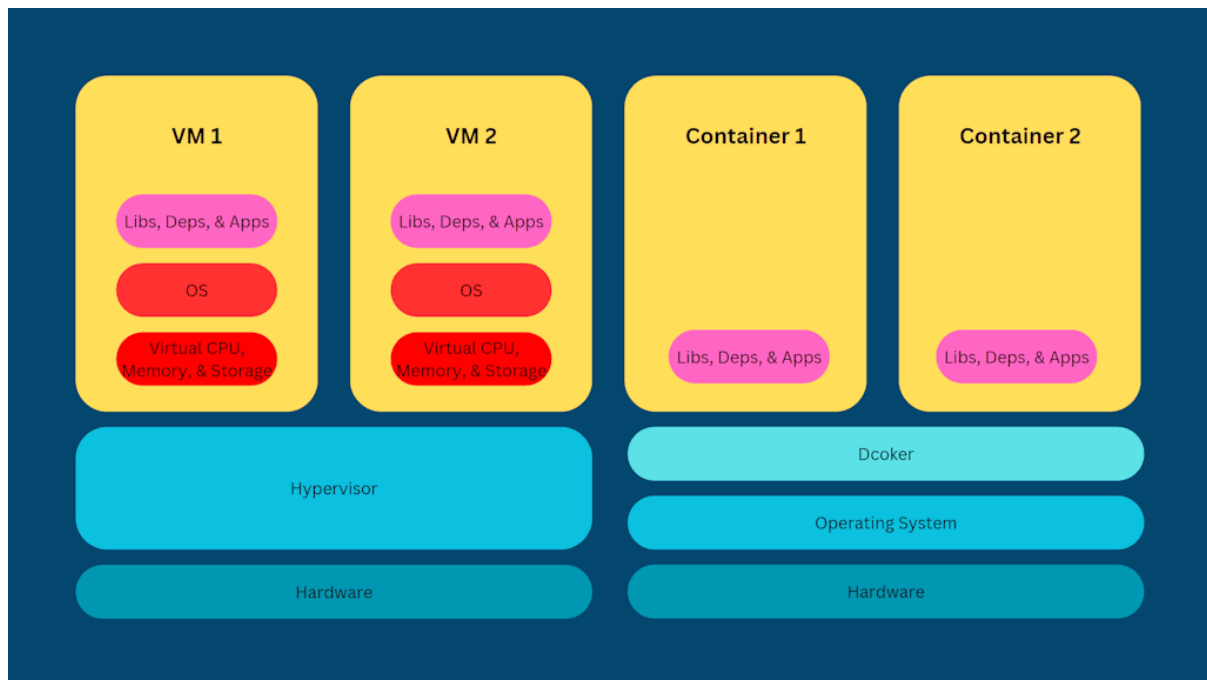 VM 1
Libs, Deps, & Apps
OS
Virtual CPU,
Memory, & Storage
VM 2
Libs, Deps, & Apps
OS
Virtual CPU,
Memory, & Storage
Hypervisor
Hardware
Container 1
Libs, Deps, & Apps
Container 2
Libs, Deps, & Apps
Dcoker
Operating System
Hardware